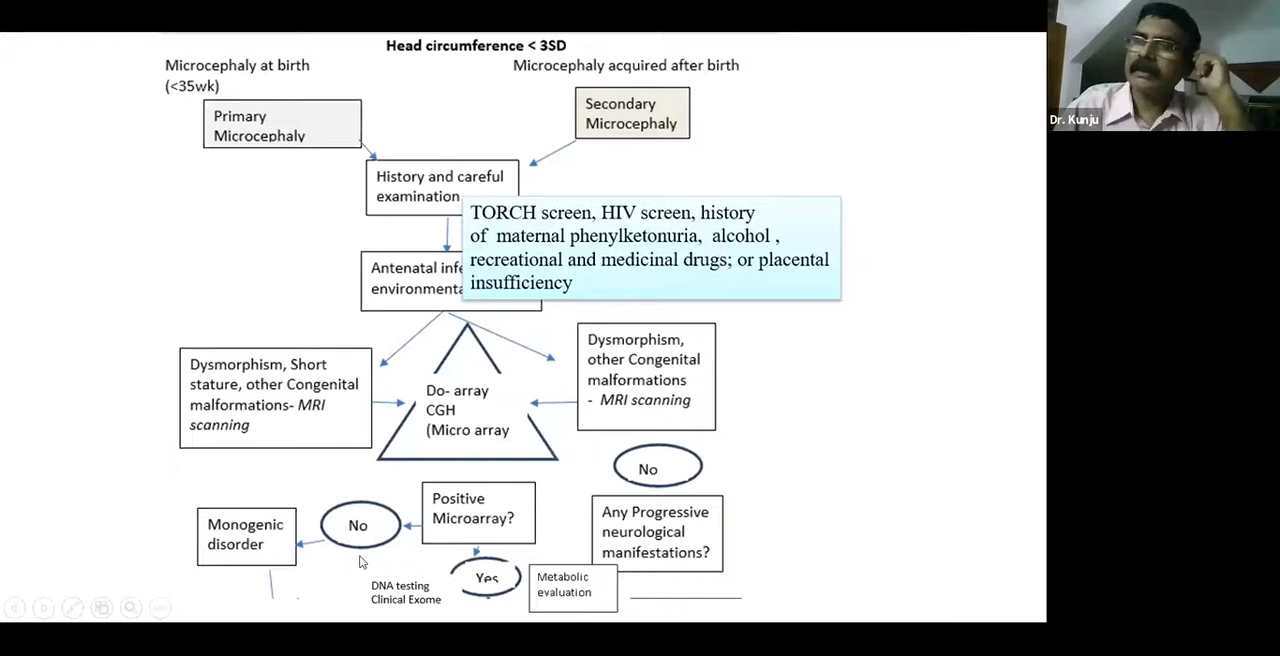 Head circumference < 3SD
Microcephaly at birth
(<35wk)
Microcephaly acquired after birth
Primary
Microcephaly
Secondary
Microcephaly
History and careful
examination
TORCH screen, HIV screen, history
of maternal phenylketonuria, alcohol ,
recreational and medicinal drugs; or placental
insufficiency
Antenatal
Dysmorphism, Short
stature, other Congenital
malformations- MRI
scanning
Do- array
CGH
(Micro array
Dysmorphism,
other Congenital
malformations
- MRI scanning
No
Positive
Microarray?
No
Monogenic
disorder
Any Progressive
neurological
manifestations?
Yes
DNA testing
Clinical Exome
Metabolic
evaluation
Dr. Kunju